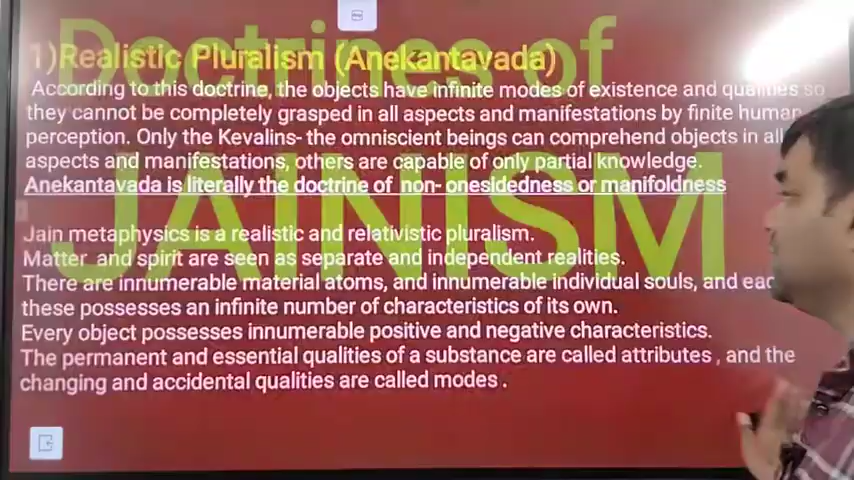 Doctrines of
JAINISM
1)Realistic Pluralism (Anekantavada)
According to this doctrine, the objects have infinite modes of existence and qualities so
they cannot be completely grasped in all aspects and manifestations by finite human
perception. Only the Kevalins- the omniscient beings can comprehend objects in all
aspects and manifestations, others are capable of only partial knowledge.
Anekantavada is literally the doctrine of non- onesidedness or manifoldness
Jain metaphysics is a realistic and relativistic pluralism.
Matter and spirit are seen as separate and independent realities.
There are innumerable material atoms, and innumerable individual souls, and
these possesses an infinite number of characteristics of its own.
Every object possesses innumerable positive and negative characteristics.
The permanent and essential qualities of a substance are called attributes , and the
changing and accidental qualities are called modes .